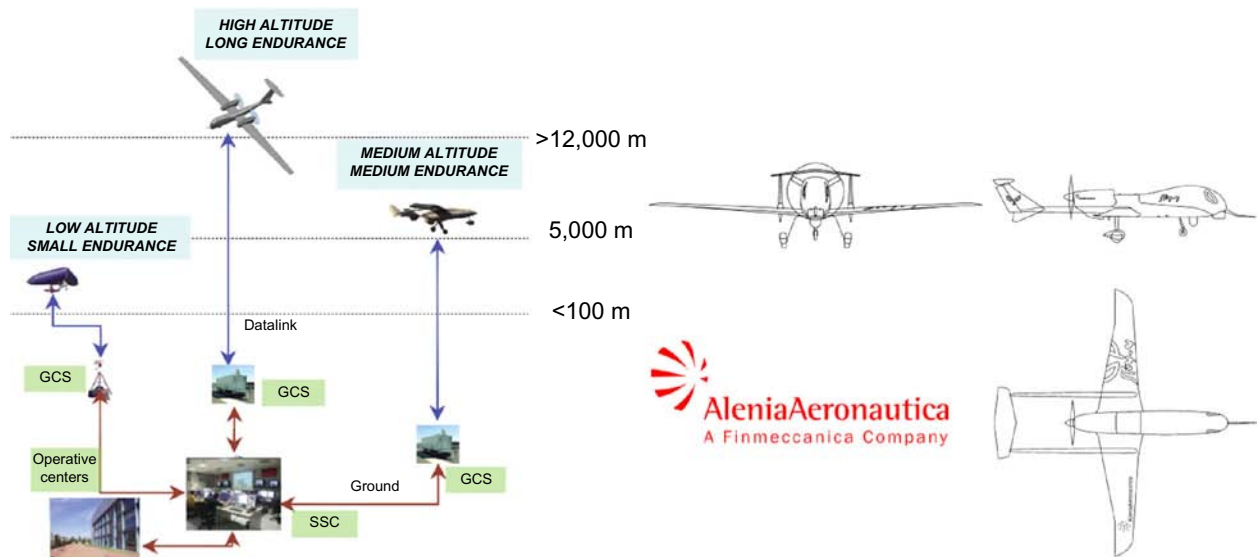 HIGH ALTITUDE
LONG ENDURANCE
>12,000 m
MEDIUM ALTITUDE
MEDIUM ENDURANCE
LOW ALTITUDE
SMALL ENDURANCE
5,000 m
<100 m
Datalink
GCS
GCS
Operative
centers
Ground
GCS
SSC
AleniaAeronautica
A Finmeccanica Company